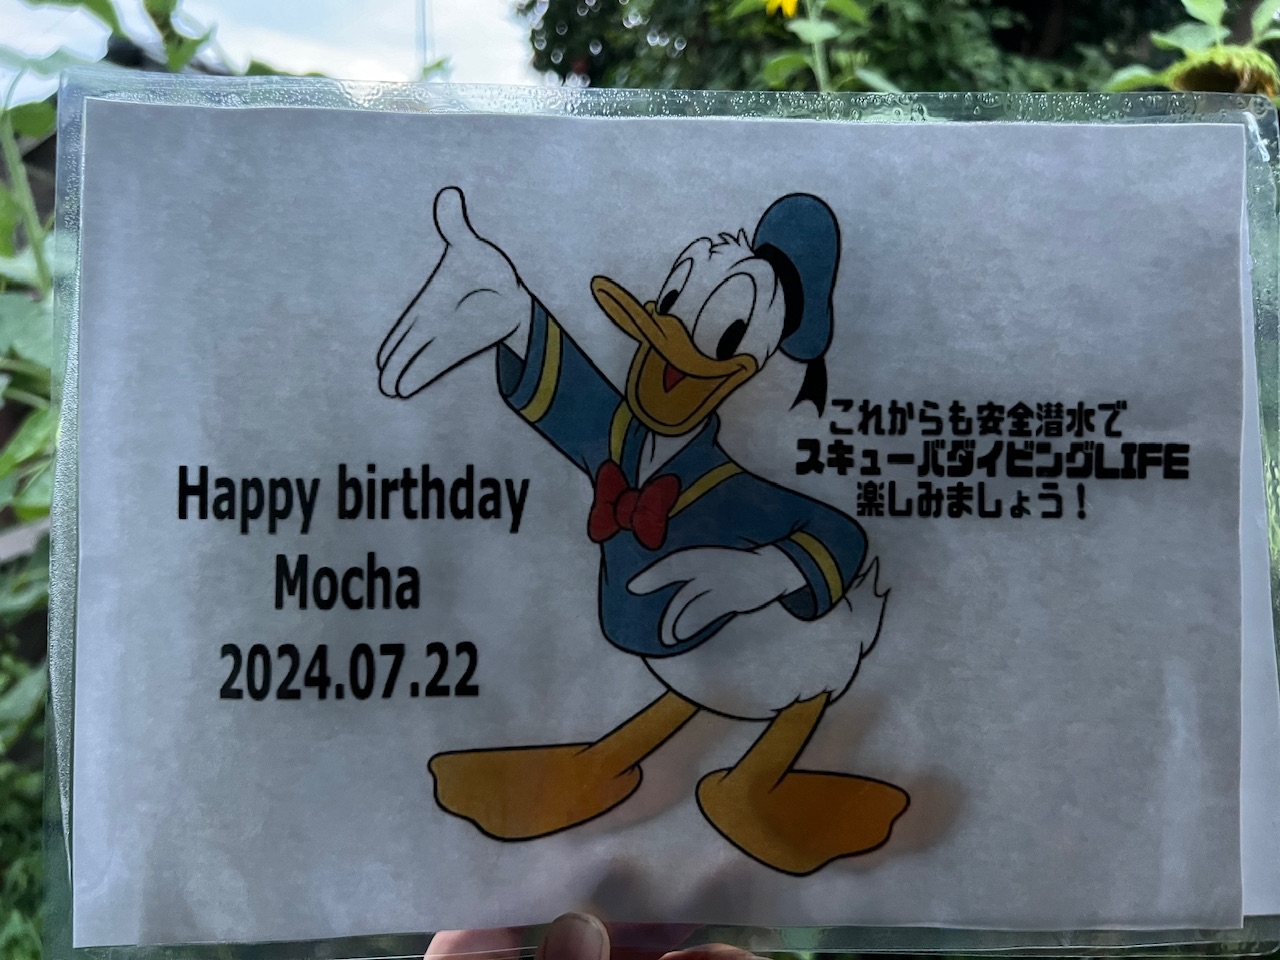 Happy birthday
Mocha
2024.07.22
これからも安全潜水で
スキューバダイビングLIFE
楽しみましょう！